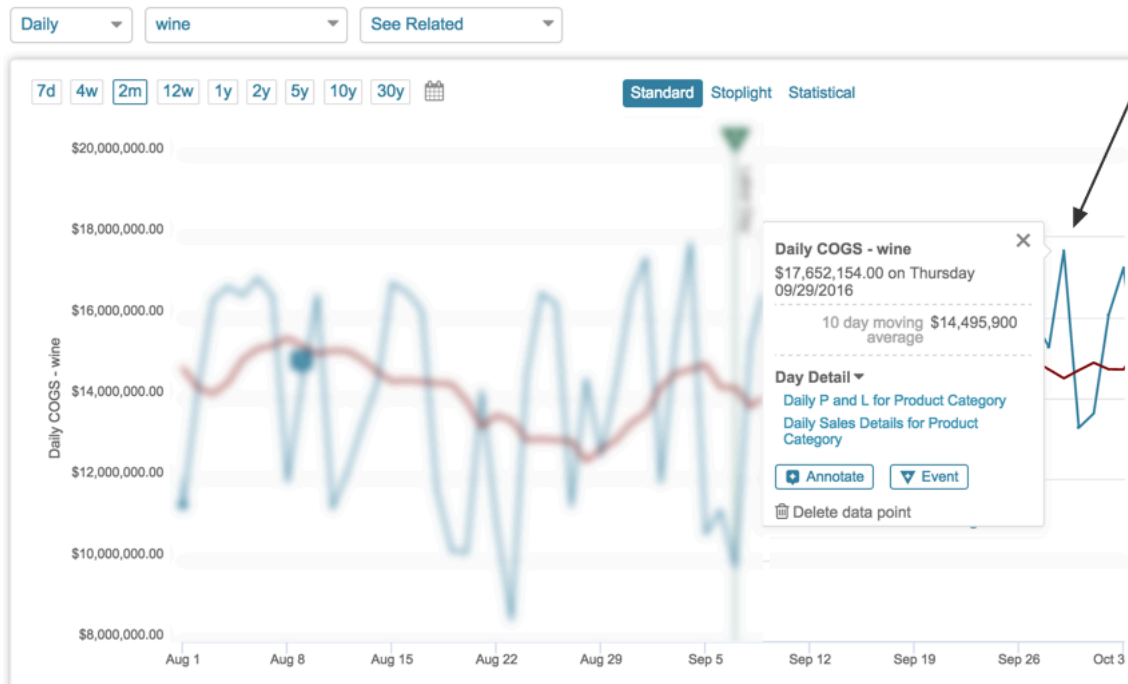 Daily wine See Related
7d 4w 2m 12w 1y 2y 5y 10y 30y Standard Stoplight Statistical
$20,000,000.00
$18,000,000.00
$16,000,000.00
$14,000,000.00
$12,000,000.00
$10,000,000.00
$8,000,000.00
Daily COGS - wine
Daily COGS - wine
$17,652,154.00 on Thursday
09/29/2016
10 day moving $14,495,900
average
Day Detail
Daily P and L for Product Category
Daily Sales Details for Product
Category
Annotate Event
Delete data point
Aug 1 Aug 8 Aug 15 Aug 22 Aug 29 Sep 5 Sep 12 Sep 19 Sep 26 Oct 3